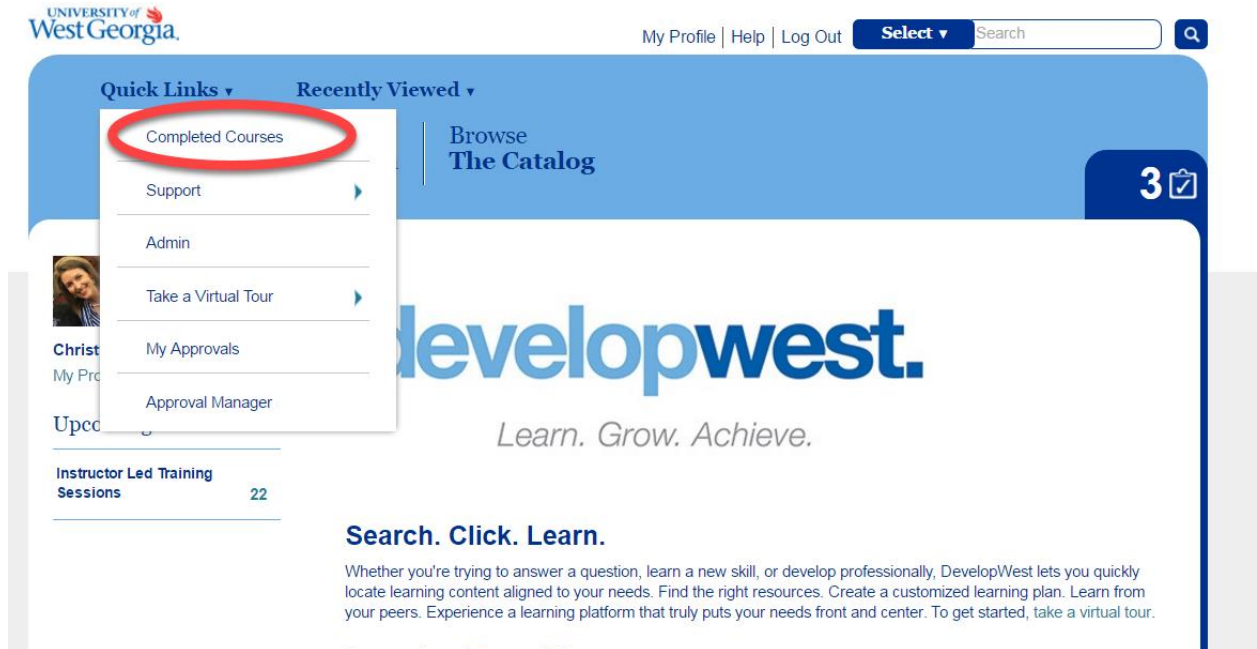 UNIVERSITY of
West Georgia.
My Profile | Help | Log Out
Select ▾
Search
Quick Links ▾
Recently Viewed ▾
Completed Courses
Support
Admin
Take a Virtual Tour
My Approvals
Approval Manager
Browse
The Catalog
3
Christ
My Pro
Upco
Instructor Led Training
Sessions 22
developwest.
Learn. Grow. Achieve.
Search. Click. Learn.
Whether you're trying to answer a question, learn a new skill, or develop professionally, DevelopWest lets you quickly
locate learning content aligned to your needs. Find the right resources. Create a customized learning plan. Learn from
your peers. Experience a learning platform that truly puts your needs front and center. To get started, take a virtual tour.